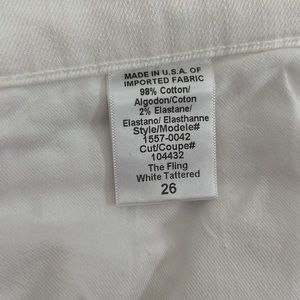 MADE IN U.S.A. OF
IMPORTED FABRIC
98% Cotton/
Algodon/Coton
2% Elastane/
Elastano/ Elasthanne
Style/Modele#
1557-0042
Cut/Coupe#
104432
The Fling
White Tattered
26